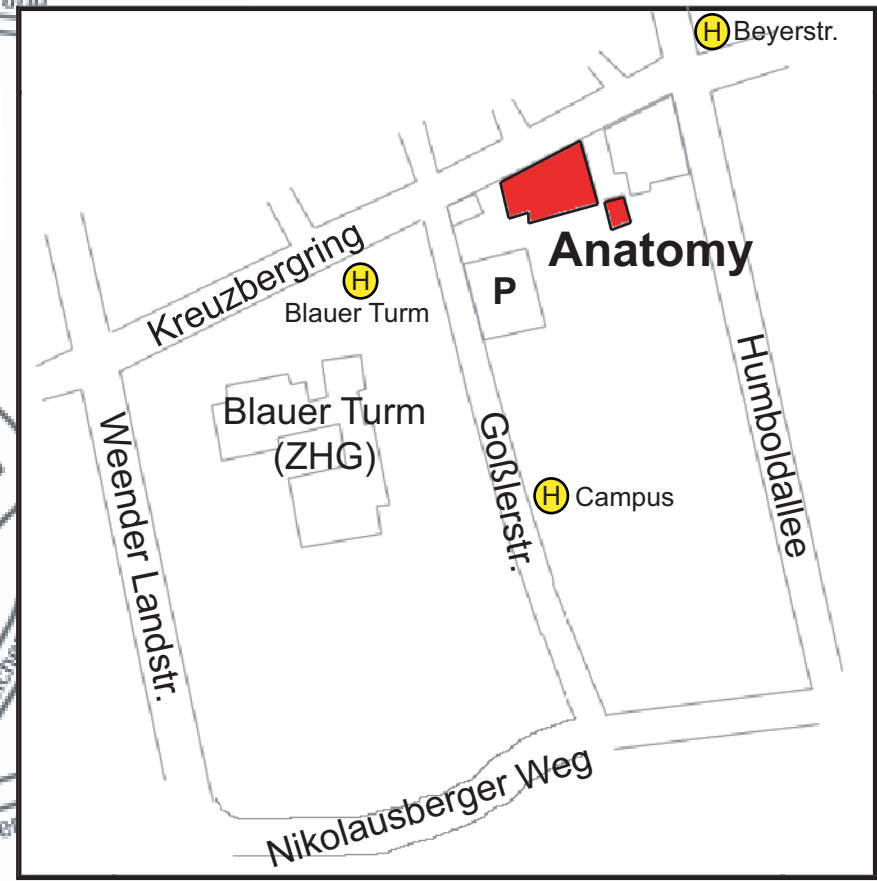 H Beyerstr.
Kreuzbergring
H
Blauer Turm
Anatomy
P
Blauer Turm
(ZHG)
Weender Landstr.
Goßlerstr.
H Campus
Humboldallee
Nikolausberger Weg